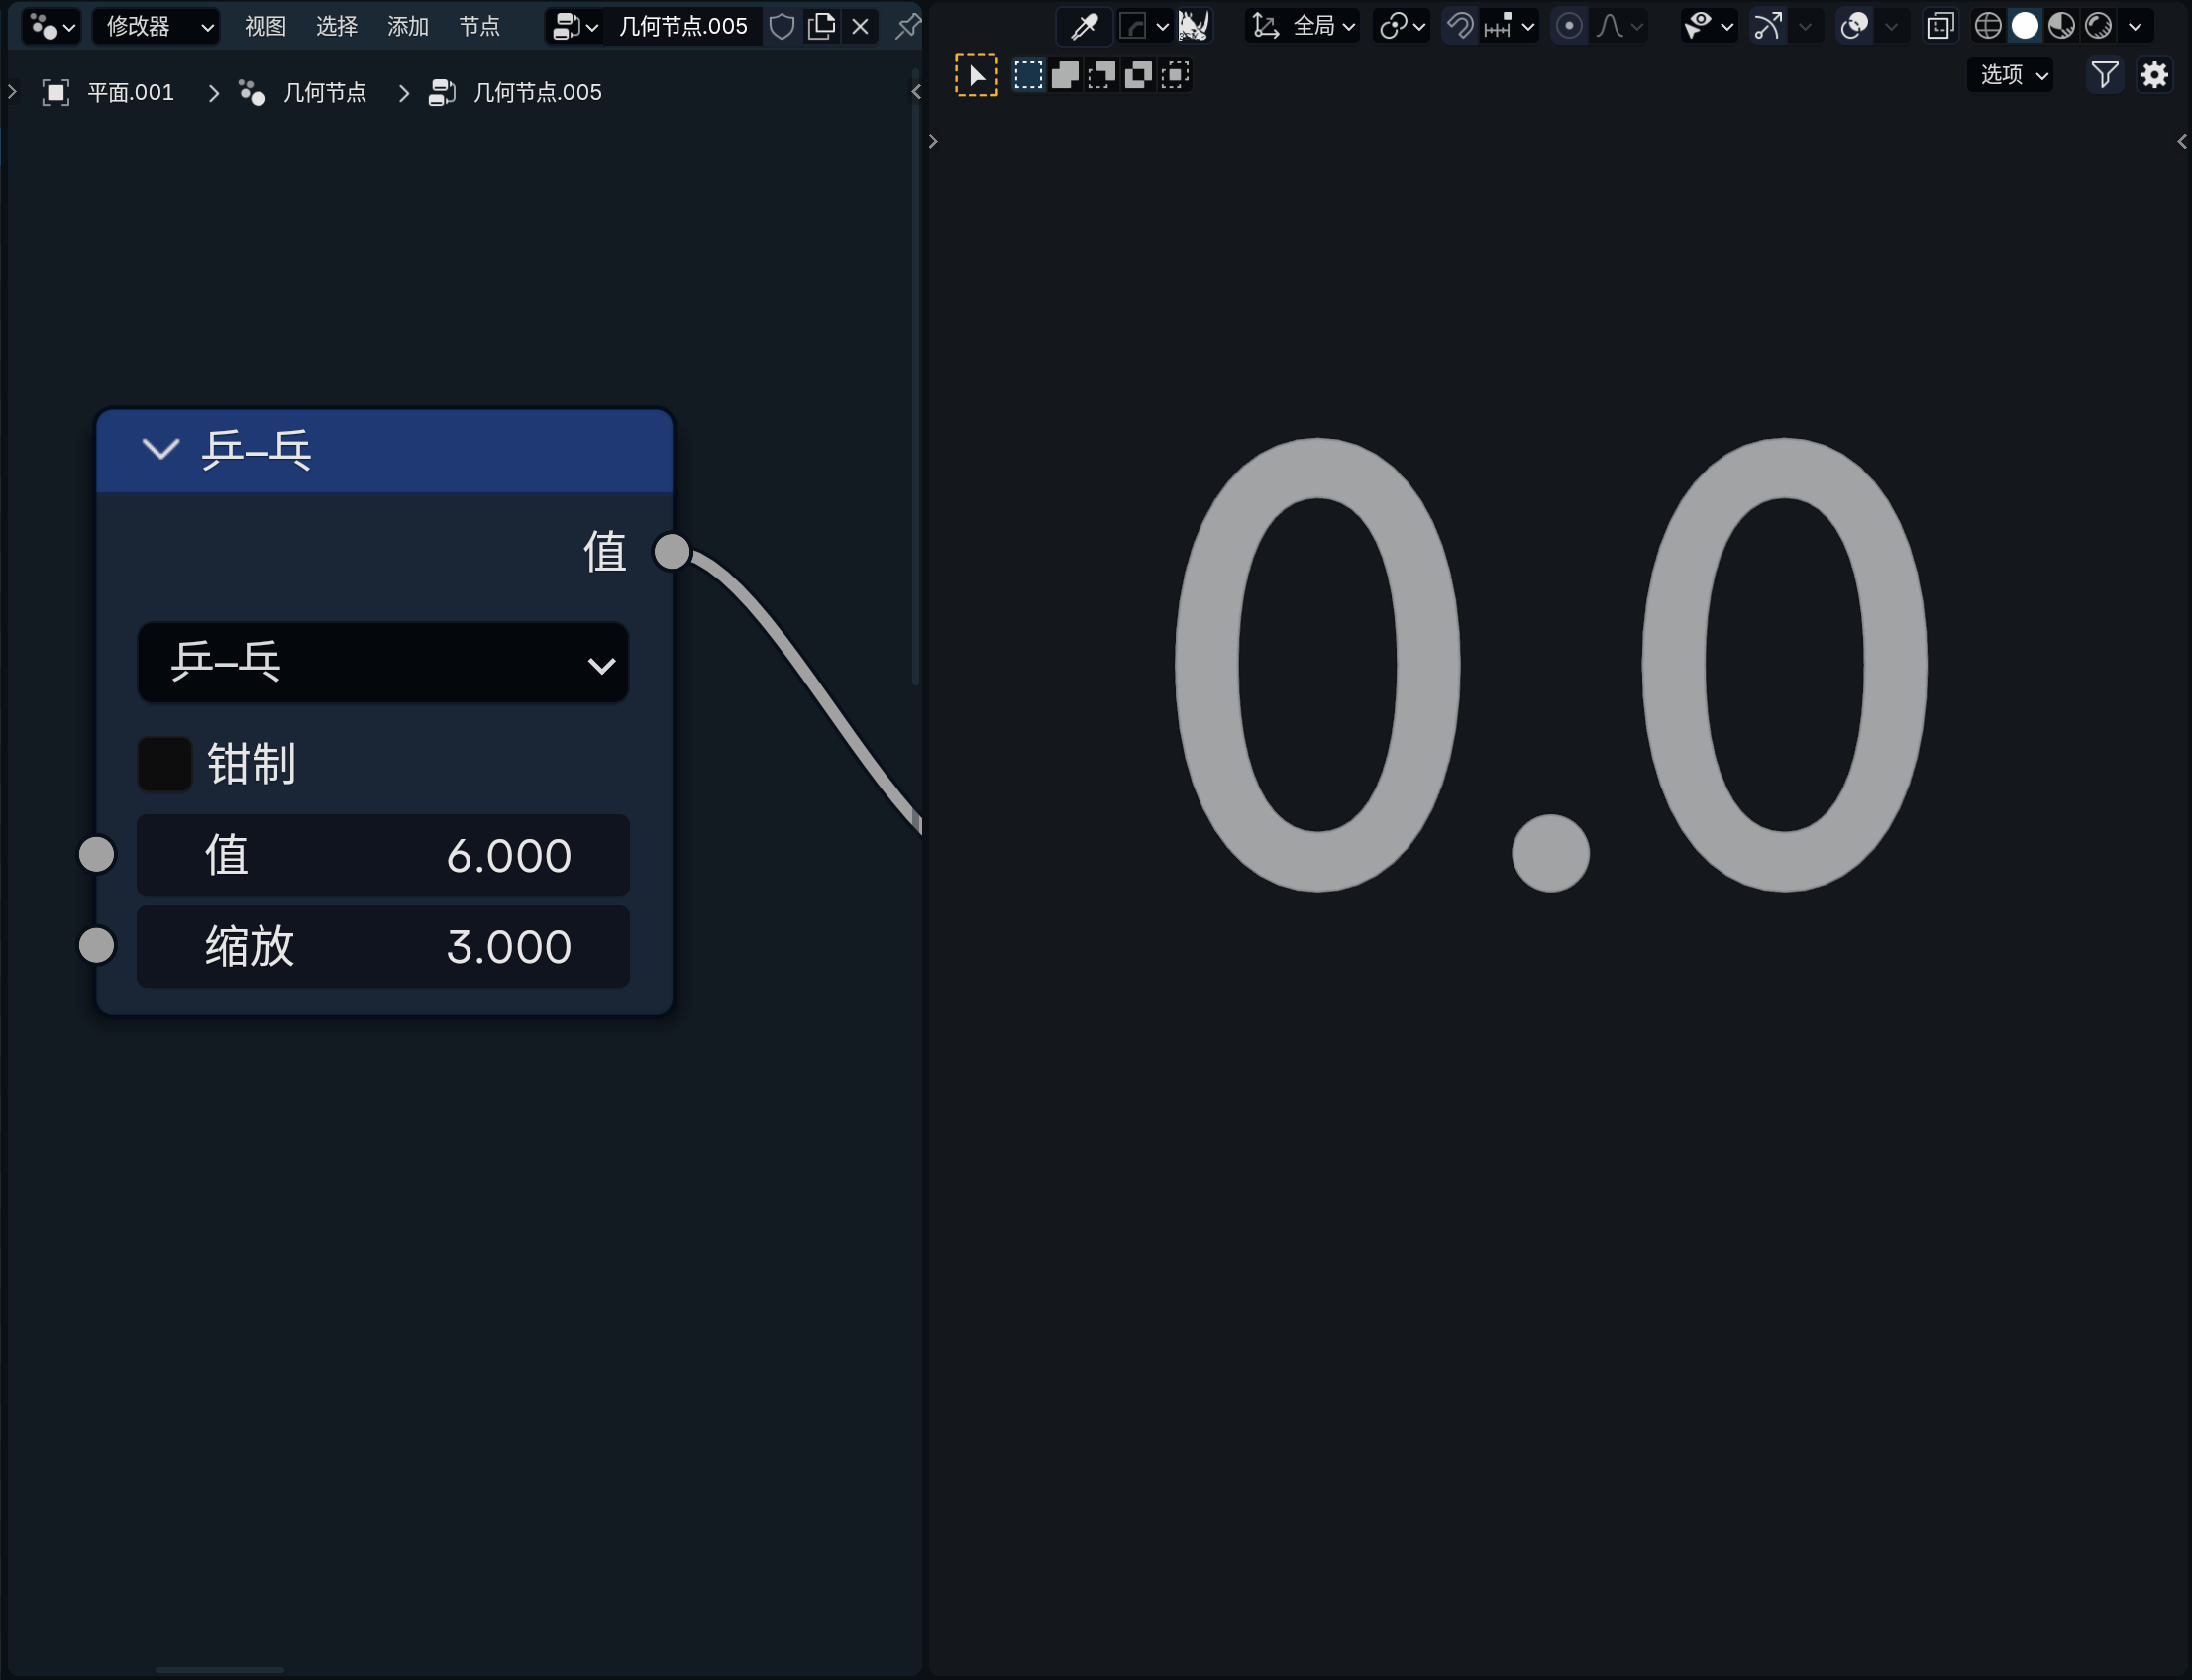 修改器 视图 选择 添加 节点 几何节点.005
平面.001 几何节点 几何节点.005
乒-乓
值
乒-乓
钳制
值 6.000
缩放 3.000
全局
选项
0.0